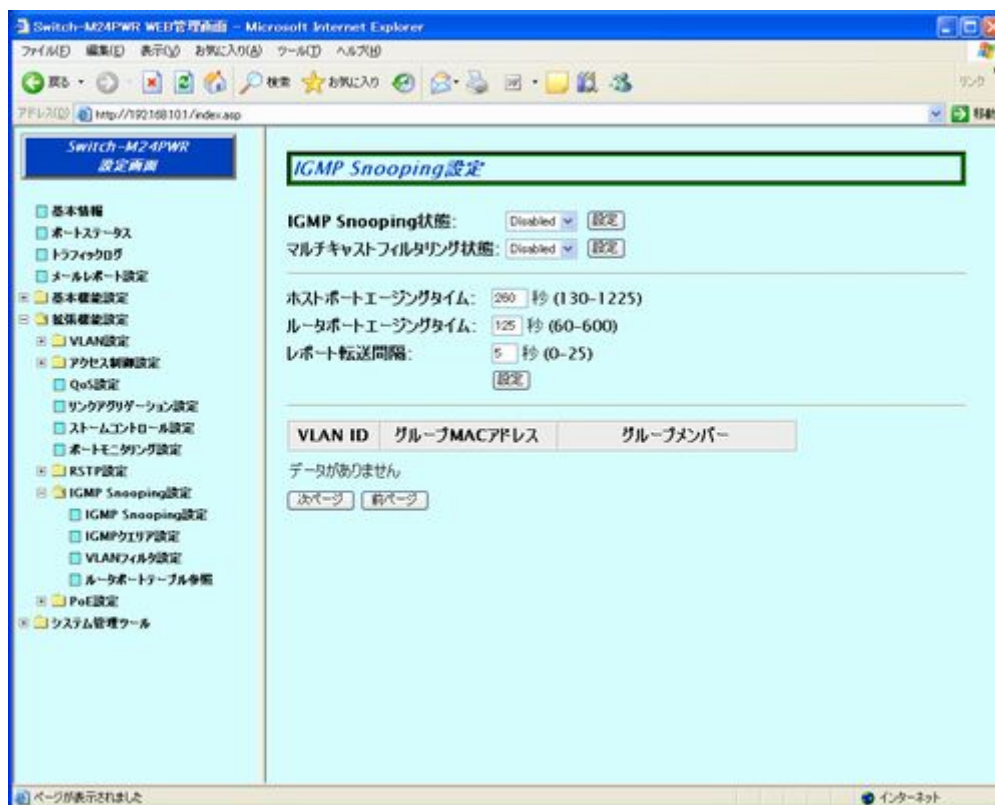 Switch-M24PWR WEB管理画面 - Microsoft Internet Explorer
ファイル(F) 編集(E) 表示(V) お気に入り(A) ツール(T) ヘルプ(H)
戻る 検索 お気に入り リンク
アドレス(D) http://192.168.10.1/index.asp 移動
Switch-M24PWR
設定画面
基本情報
ポートステータス
トラフィックログ
メールレポート設定
基本機能設定
拡張機能設定
VLAN設定
アクセス制御設定
QoS設定
リンクアグリゲーション設定
ストームコントロール設定
ポートモニタリング設定
RSTP設定
IGMP Snooping設定
IGMP Snooping設定
IGMPクエリア設定
VLANフィルタ設定
ルータポートテーブル参照
PoE設定
システム管理ツール
IGMP Snooping設定
IGMP Snooping状態: Disabled 設定
マルチキャストフィルタリング状態: Disabled 設定
ホストポートエージングタイム: 260 秒 (130-1225)
ルータポートエージングタイム: 125 秒 (60-600)
レポート転送間隔: 5 秒 (0-25)
設定
VLAN ID グループMACアドレス グループメンバー
データがありません
次ページ 前ページ
ページが表示されました インターネット